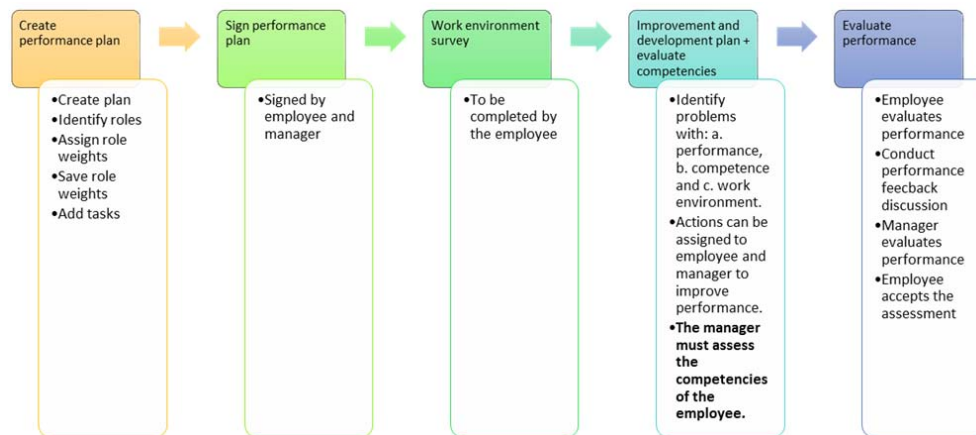 Create
performance plan
•Create plan
•Identify roles
•Assign role
weights
•Save role
weights
•Add tasks
Sign performance
plan
•Signed by
employee and
manager
Work environment
survey
•To be
completed by
the employee
Improvement and
development plan +
evaluate
competencies
•Identify
problems
with: a.
performance,
b. competence
and c. work
environment.
•Actions can be
assigned to
employee and
manager to
improve
performance.
•The manager
must assess
the
competencies
of the
employee.
Evaluate
performance
•Employee
evaluates
performance
•Conduct
performance
feecback
discussion
•Manager
evaluates
performance
•Employee
accepts the
assessment